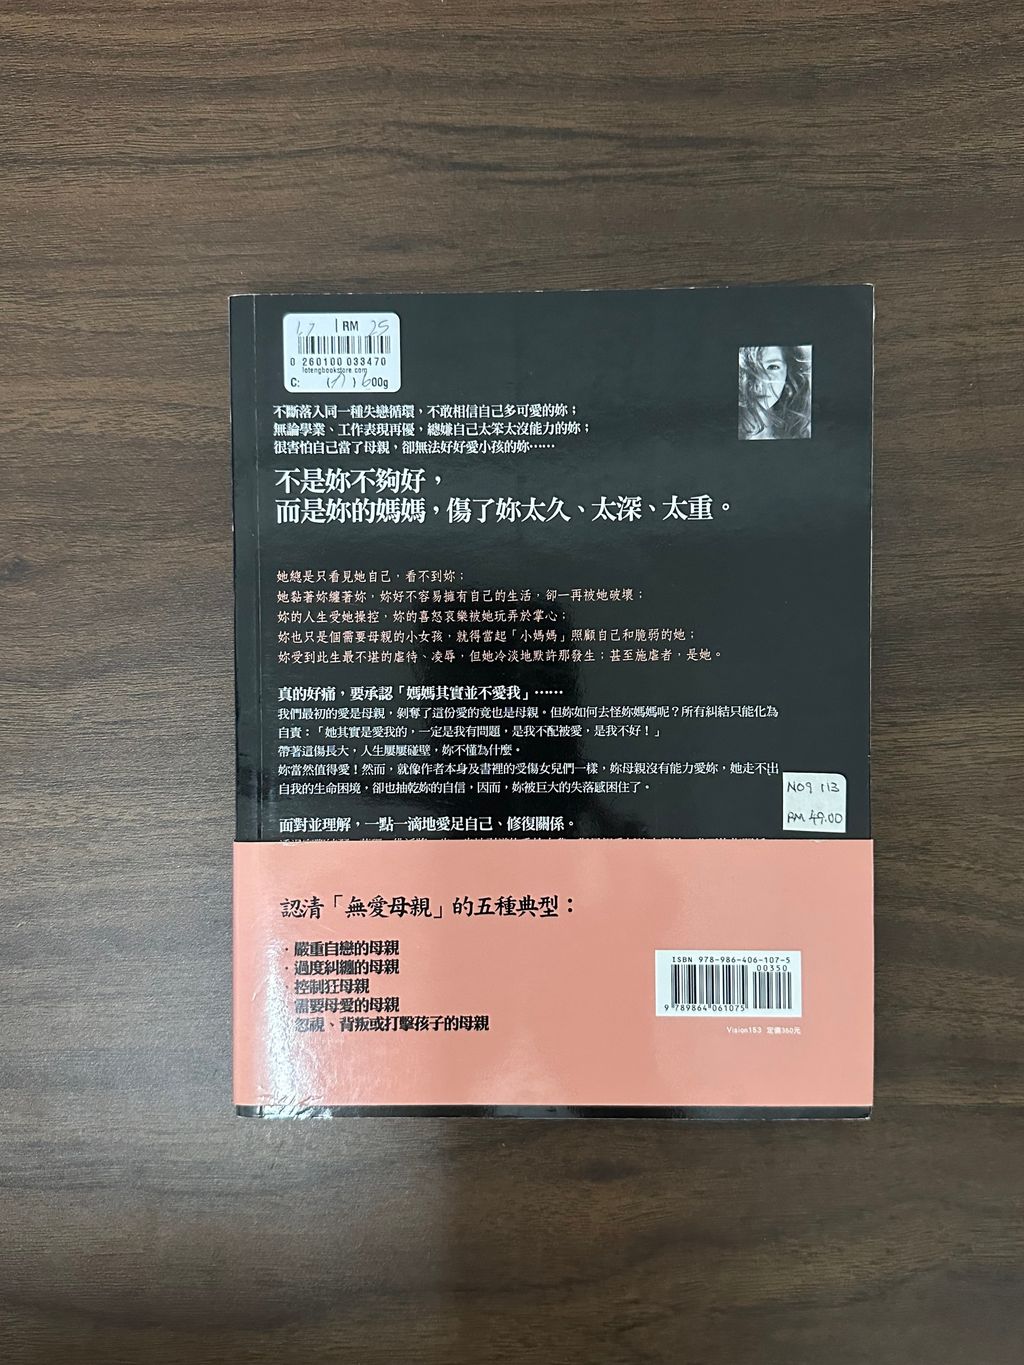 RM 25
0 260100 033470
lotengbookstore.com
C:
00g
不斷落入同一種失戀循環，不敢相信自己多可愛的妳；
無論學業、工作表現再優，總嫌自己太笨太沒能力的妳；
很害怕自己當了母親，卻無法好好愛小孩的妳……
不是妳不夠好，
而是妳的媽媽，傷了妳太久、太深、太重。
她總是只看見她自己，看不到妳；
她黏著妳纏著妳，妳好不容易擁有自己的生活，卻一再被她破壞；
妳的人生受她操控，妳的喜怒哀樂被她玩弄於掌心；
妳也只是個需要母親的小女孩，就得當起「小媽媽」照顧自己和脆弱的她；
妳受到此生最不堪的虐待、凌辱，但她冷淡地默許那發生；甚至施虐者，是她。
真的好痛，要承認「媽媽其實並不愛我」……
我們最初的愛是母親，剝奪了這份愛的竟也是母親。但妳如何去怪妳媽媽呢？所有糾結只能化為
自責：「她其實是愛我的，一定是我有問題，是我不配被愛，是我不好！」
帶著這傷長大，人生屢屢碰壁，妳不懂為什麼。
妳當然值得愛！然而，就像作者本身及書裡的受傷女兒們一樣，妳母親沒有能力愛妳，她走不出
自我的生命困境，卻也抽乾妳的自信，因而，妳被巨大的失落感困住了。
NO9 113
RM 49.00
面對並理解，一點一滴地愛足自己、修復關係。
認清「無愛母親」的五種典型：
·嚴重自戀的母親
·過度糾纏的母親
·控制狂母親
需要母愛的母親
忽視、背叛或打擊孩子的母親
ISBN 978-986-406-107-5
00350
9 789864 061075
Vision153 定價350元